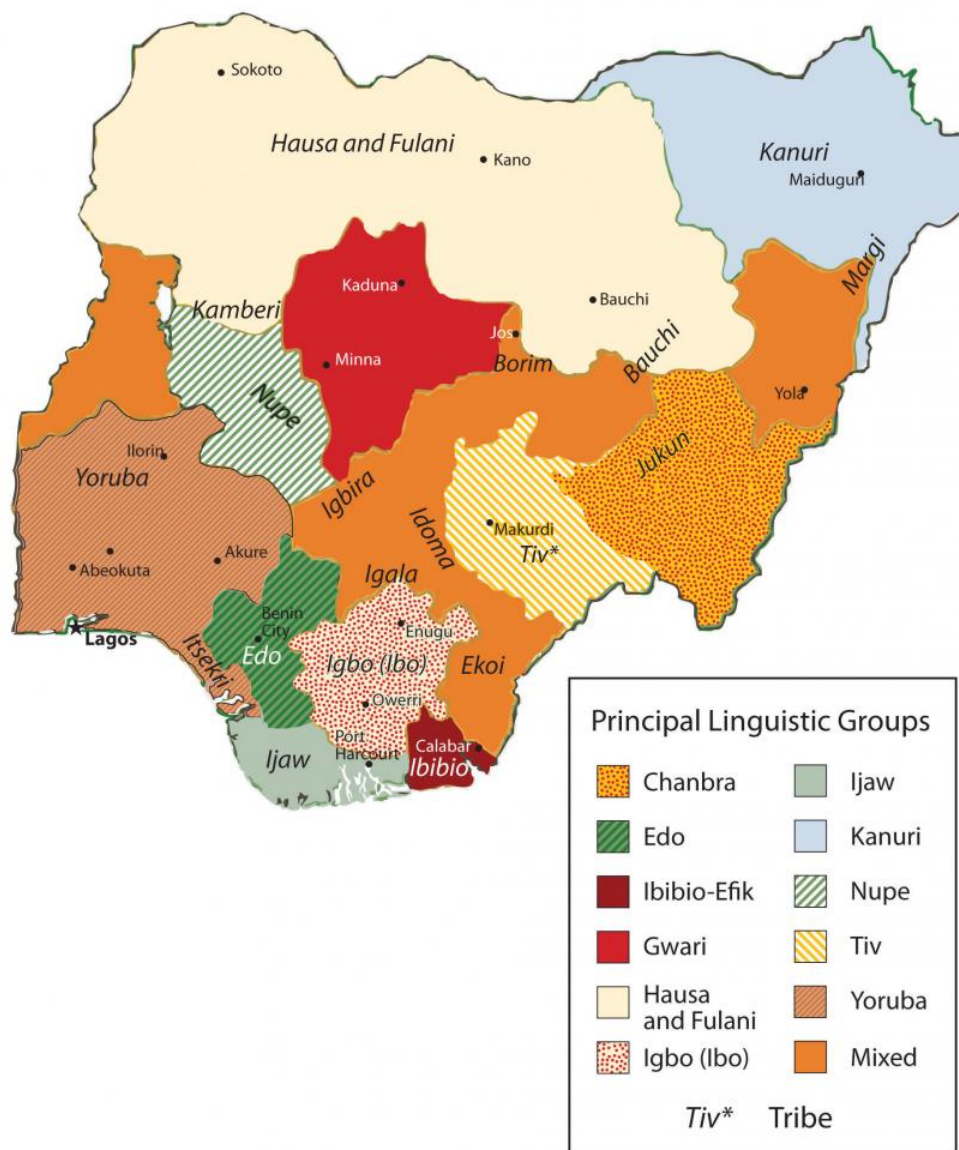 Sokoto
Hausa and Fulani
Kano
Kanuri
Maiduguri
Margi
Kaduna
Kamberi
Bauchi
Jos
Borim
Bauchi
Minna
Nupe
Yola
Ilorin
Yoruba
Jukun
Igbira
Idoma
Makurdi
Tiv*
Akure
Abeokuta
Igala
Benin
City
Enugu
Lagos
Itsekri
Edo
Igbo (Ibo)
Ekoi
Owerri
Port
Harcourt
Calabar
Ijaw
Ibibio
Principal Linguistic Groups
Chanbra
Ijaw
Edo
Kanuri
Ibibio-Efik
Nupe
Gwari
Tiv
Hausa
and Fulani
Yoruba
Igbo (Ibo)
Mixed
Tiv* Tribe